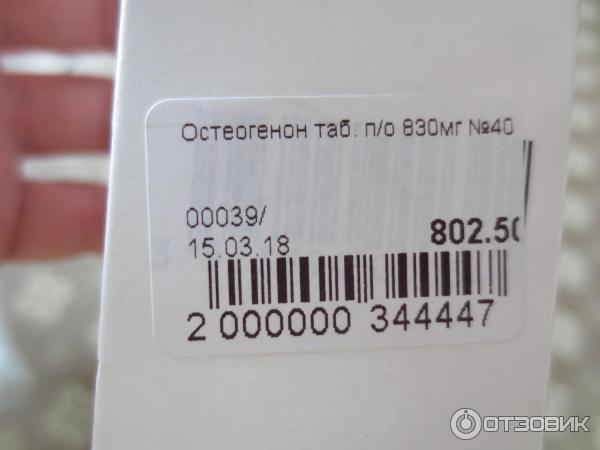 Остеогенон таб. п/о 830мг №40
00039/
15.03.18
802.50
2 000000 344447
ОТЗОВИК